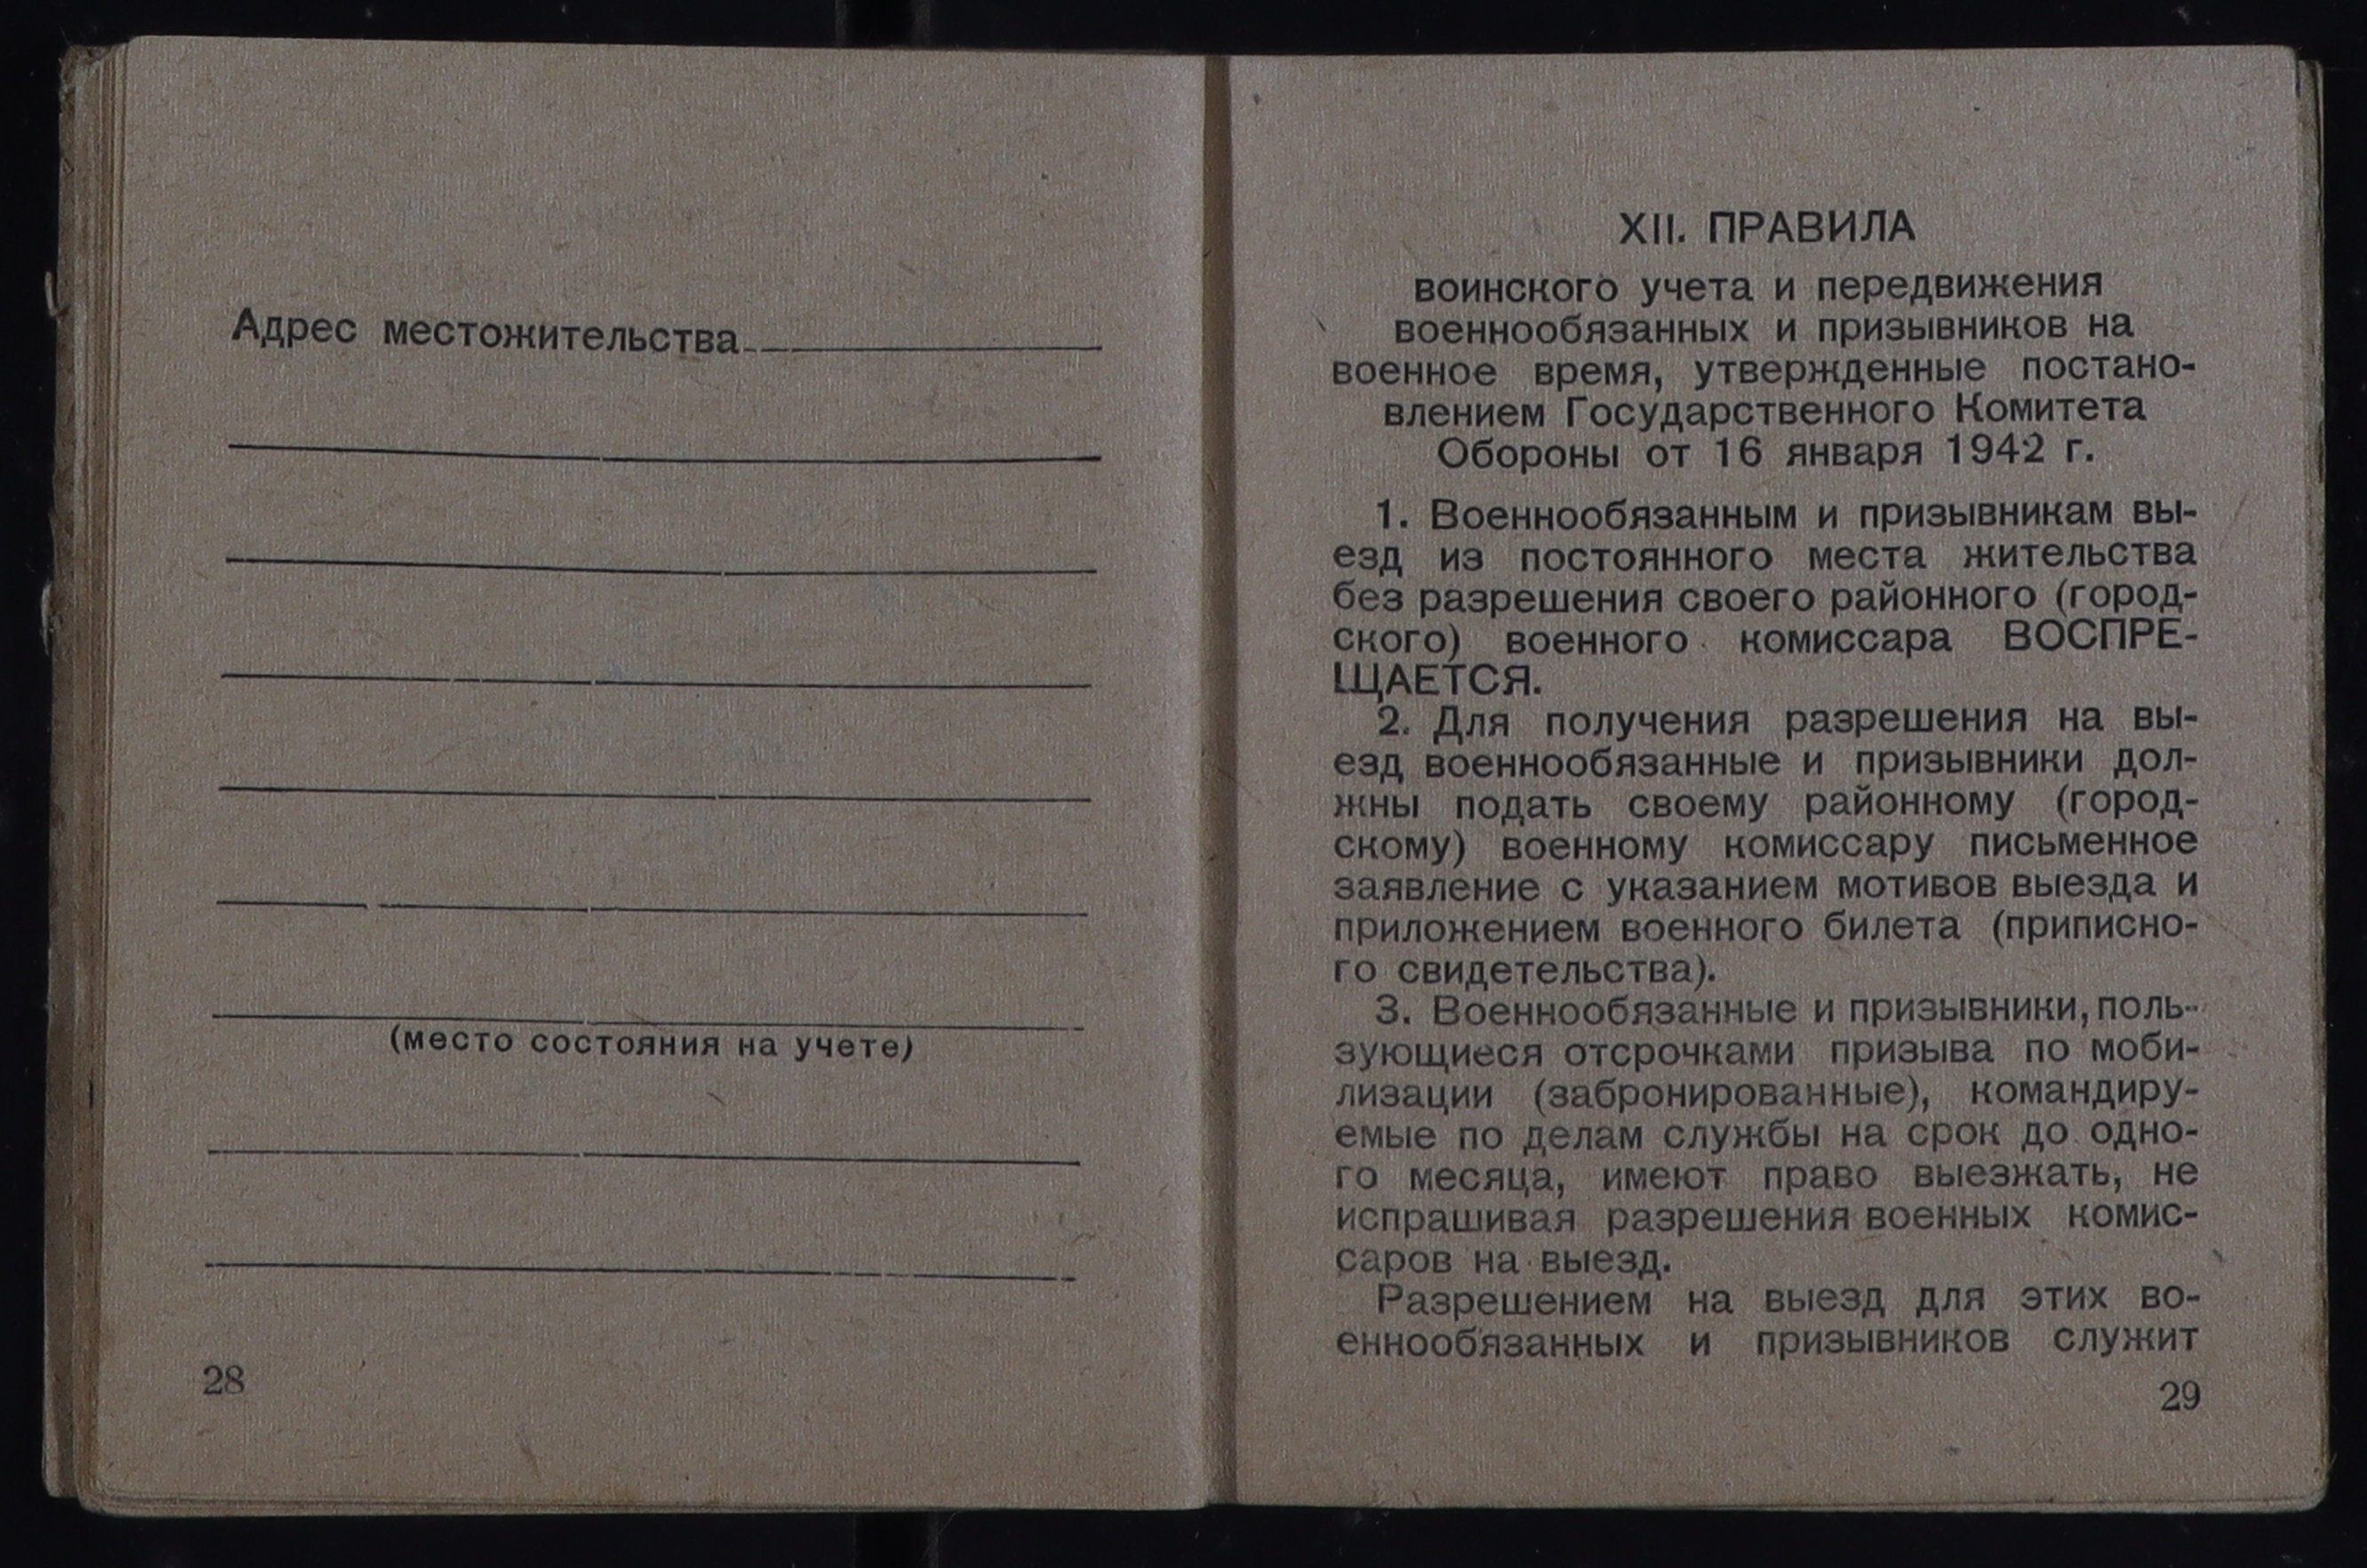 Адрес местожительства
(место состояния на учете)
28
XII. ПРАВИЛА
воинского учета и передвижения
военнообязанных и призывников на
военное время, утвержденные постано-
влением Государственного Комитета
Обороны от 16 января 1942 г.
1. Военнообязанным и призывникам вы-
езд из постоянного места жительства
без разрешения своего районного (город-
ского) военного комиссара ВОСПРЕ-
ЩАЕТСЯ.
2. Для получения разрешения на вы-
езд военнообязанные и призывники дол-
жны подать своему районному (город-
скому) военному комиссару письменное
заявление с указанием мотивов выезда и
приложением военного билета (приписно-
го свидетельства).
3. Военнообязанные и призывники, поль-
зующиеся отсрочками призыва по моби-
лизации (забронированные), командиру-
емые по делам службы на срок до одно-
го месяца, имеют право выезжать, не
испрашивая разрешения военных комис-
саров на выезд.
Разрешением на выезд для этих во-
еннообязанных и призывников служит
29